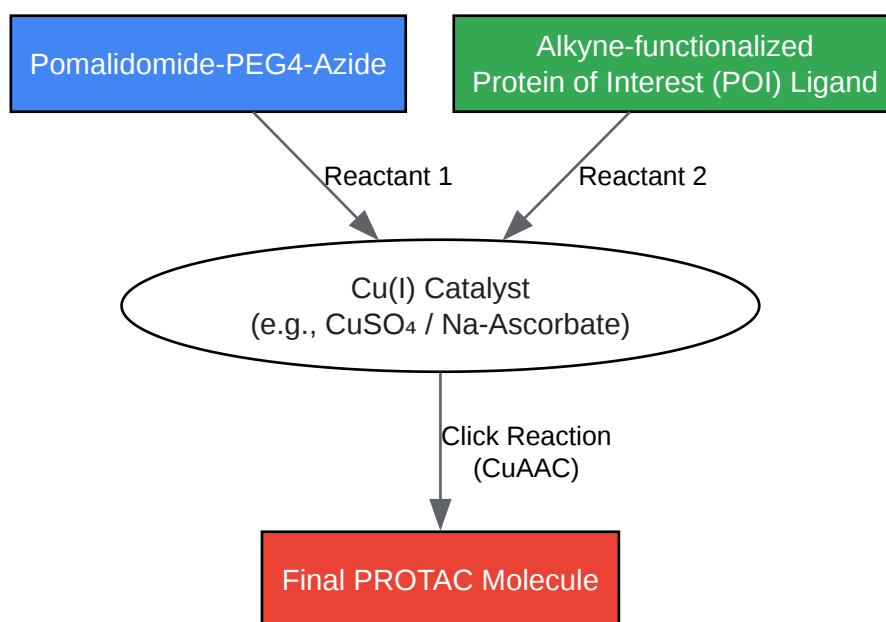 Pomalidomide-PEG4-Azide
Alkyne-functionalized
Protein of Interest (POI) Ligand
Reactant 1
Reactant 2
Cu(I) Catalyst
(e.g., CuSO₄ / Na-Ascorbate)
Click Reaction
(CuAAC)
Final PROTAC Molecule